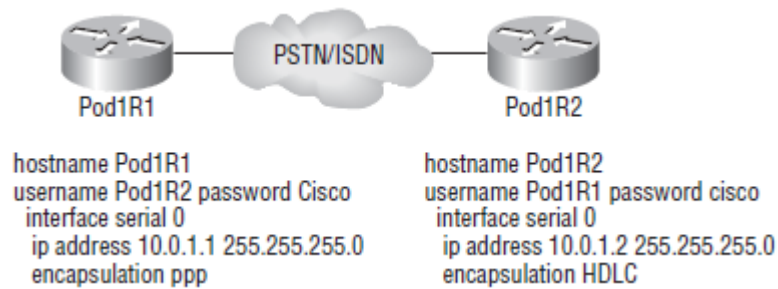 PSTN/ISDN
Pod1R1
Pod1R2
hostname Pod1R1
username Pod1R2 password Cisco
interface serial 0
ip address 10.0.1.1 255.255.255.0
encapsulation ppp
hostname Pod1R2
username Pod1R1 password cisco
interface serial 0
ip address 10.0.1.2 255.255.255.0
encapsulation HDLC